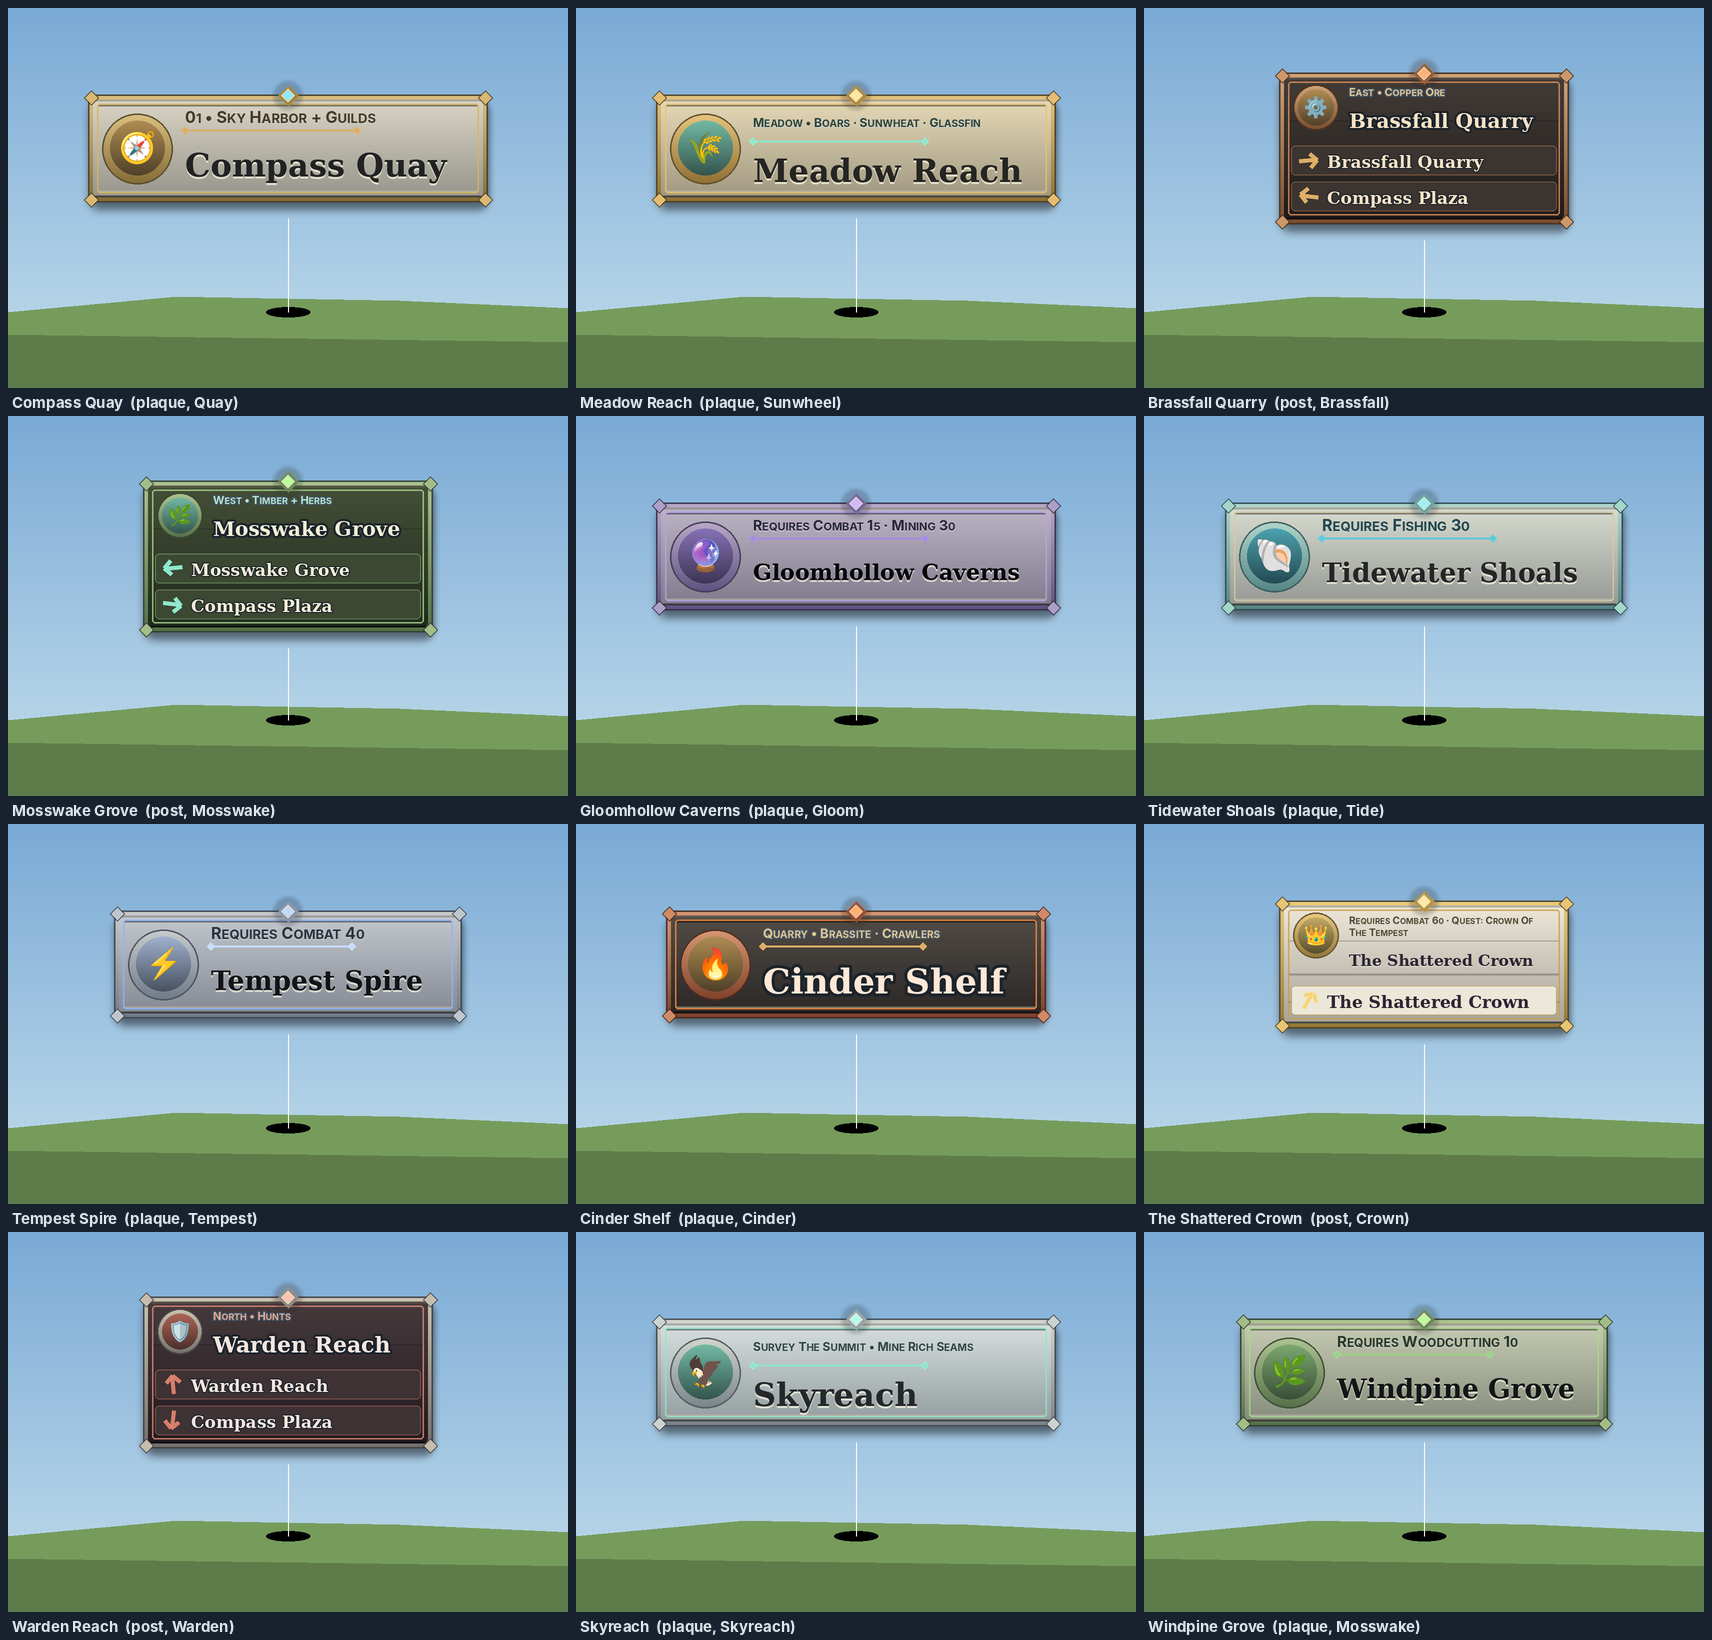 01 • Sky Harbor + Guilds
Compass Quay
Compass Quay (plaque, Quay)
Meadow • Boars · Sunwheat · Glassfin
Meadow Reach
Meadow Reach (plaque, Sunwheel)
East • Copper Ore
Brassfall Quarry
→ Brassfall Quarry
← Compass Plaza
Brassfall Quarry (post, Brassfall)
West • Timber + Herbs
Mosswake Grove
← Mosswake Grove
→ Compass Plaza
Mosswake Grove (post, Mosswake)
Requires Combat 15 · Mining 30
Gloomhollow Caverns
Gloomhollow Caverns (plaque, Gloom)
Requires Fishing 30
Tidewater Shoals
Tidewater Shoals (plaque, Tide)
Requires Combat 40
Tempest Spire
Tempest Spire (plaque, Tempest)
Quarry • Brassite · Crawlers
Cinder Shelf
Cinder Shelf (plaque, Cinder)
Requires Combat 60 · Quest: Crown Of
The Tempest
The Shattered Crown
↗ The Shattered Crown
The Shattered Crown (post, Crown)
North • Hunts
Warden Reach
↑ Warden Reach
↓ Compass Plaza
Warden Reach (post, Warden)
Survey The Summit • Mine Rich Seams
Skyreach
Skyreach (plaque, Skyreach)
Requires Woodcutting 10
Windpine Grove
Windpine Grove (plaque, Mosswake)